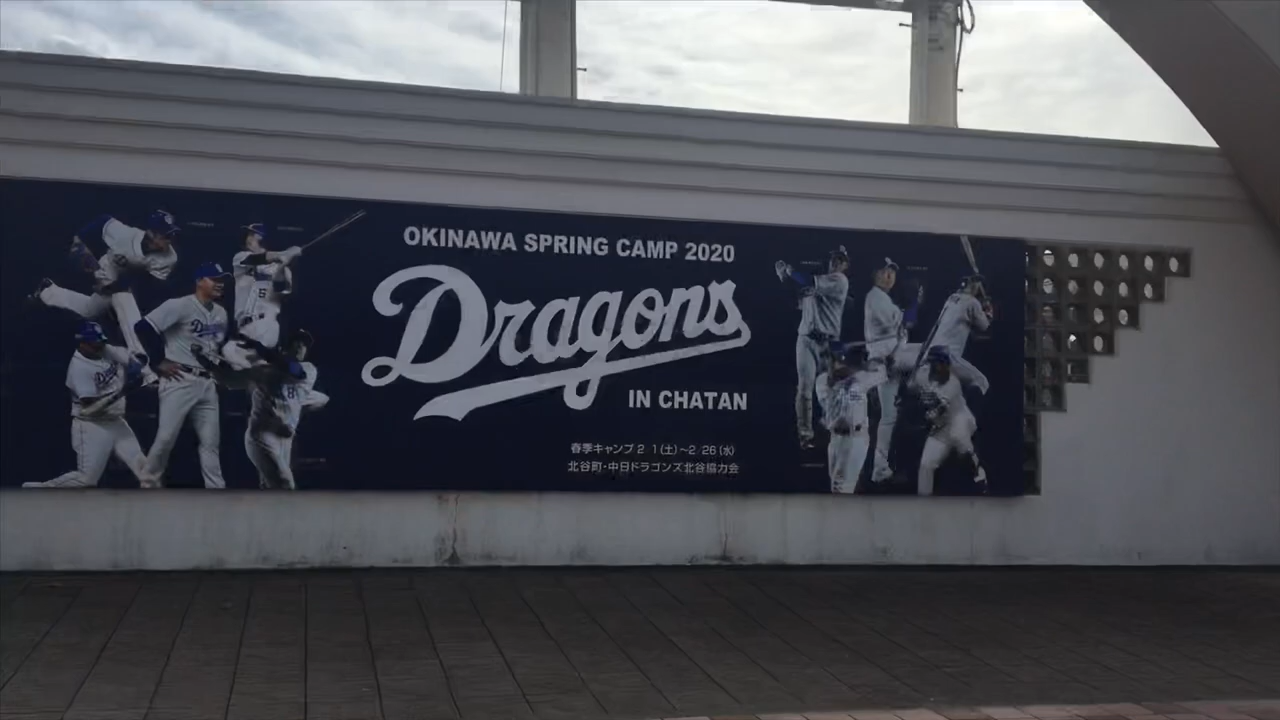 OKINAWA SPRING CAMP 2020
Dragons
IN CHATAN
春季キャンプ 2 1(土)~2 26(水)
北谷町・中日ドラゴンズ北谷協力会